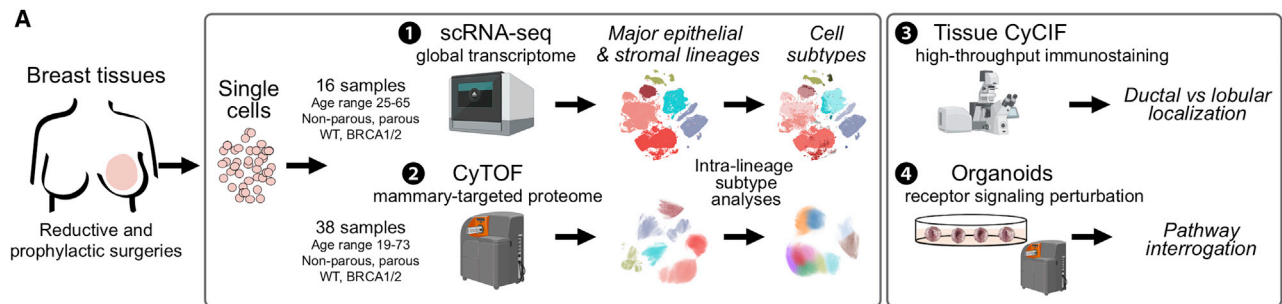 A
Breast tissues
Reductive and
prophylactic surgeries
Single
cells
1 scRNA-seq
global transcriptome
16 samples
Age range 25-65
Non-parous, parous
WT, BRCA1/2
Major epithelial
& stromal lineages
Cell
subtypes
2 CyTOF
mammary-targeted proteome
38 samples
Age range 19-73
Non-parous, parous
WT, BRCA1/2
Intra-lineage
subtype
analyses
3 Tissue CyCIF
high-throughput immunostaining
Ductal vs lobular
localization
4 Organoids
receptor signaling perturbation
Pathway
interrogation